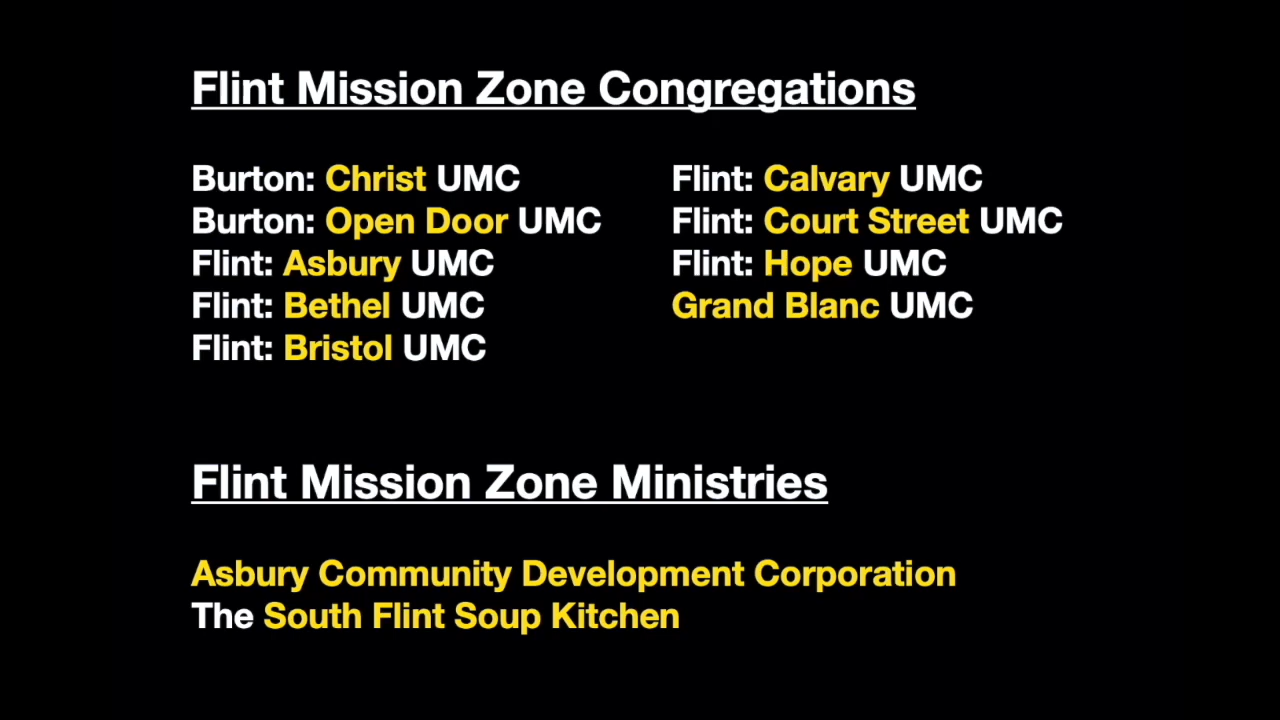 Flint Mission Zone Congregations
Burton: Christ UMC
Burton: Open Door UMC
Flint: Asbury UMC
Flint: Bethel UMC
Flint: Bristol UMC
Flint: Calvary UMC
Flint: Court Street UMC
Flint: Hope UMC
Grand Blanc UMC
Flint Mission Zone Ministries
Asbury Community Development Corporation
The South Flint Soup Kitchen